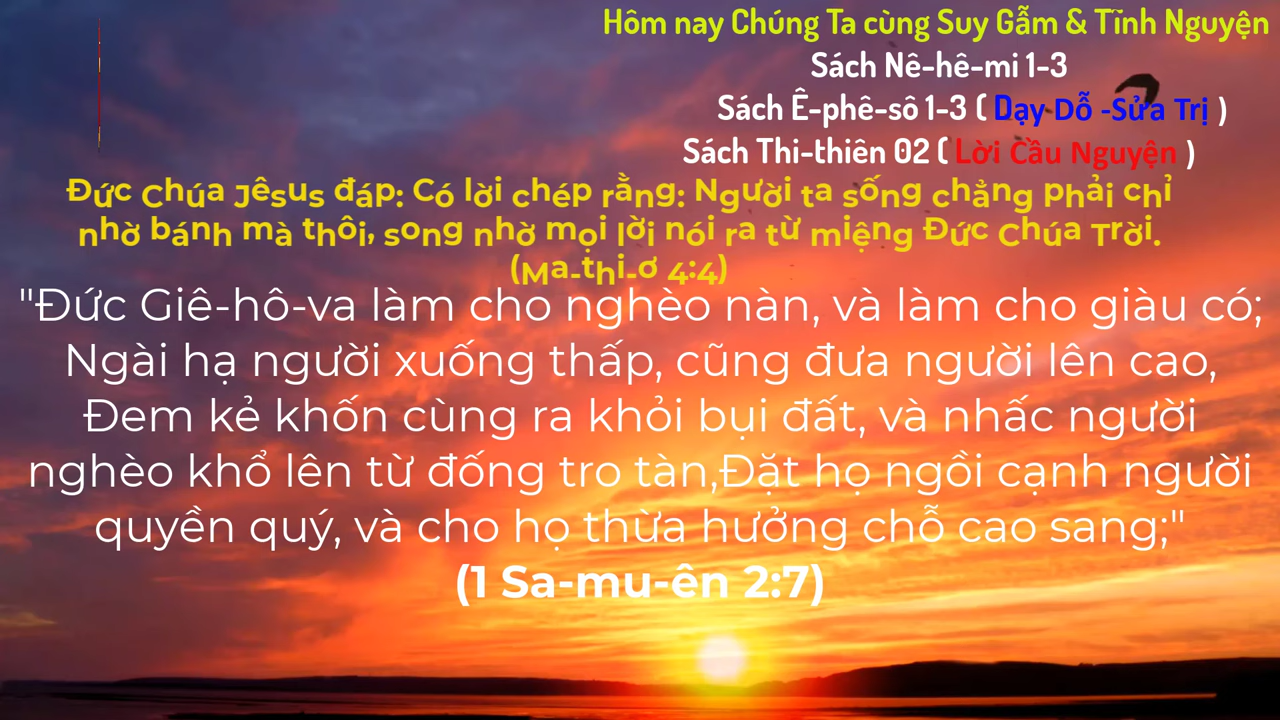 Hôm nay Chúng Ta cùng Suy Gẫm & Tĩnh Nguyện
Sách Nê-hê-mi 1-3
Sách Ê-phê-sô 1-3 ( Dạy Dỗ -Sửa Trị )
Sách Thi-thiên 02 ( Lời Cầu Nguyện )
Đức Chúa Jêsus đáp: Có lời chép rằng: Người ta sống chẳng phải chỉ
nhờ bánh mà thôi, song nhờ mọi lời nói ra từ miệng Đức Chúa Trời.
(Ma-thi-ơ 4:4)
"Đức Giê-hô-va làm cho nghèo nàn, và làm cho giàu có;
Ngài hạ người xuống thấp, cũng đưa người lên cao,
Đem kẻ khốn cùng ra khỏi bụi đất, và nhấc người
nghèo khổ lên từ đống tro tàn,Đặt họ ngồi cạnh người
quyền quý, và cho họ thừa hưởng chỗ cao sang;"
(1 Sa-mu-ên 2:7)